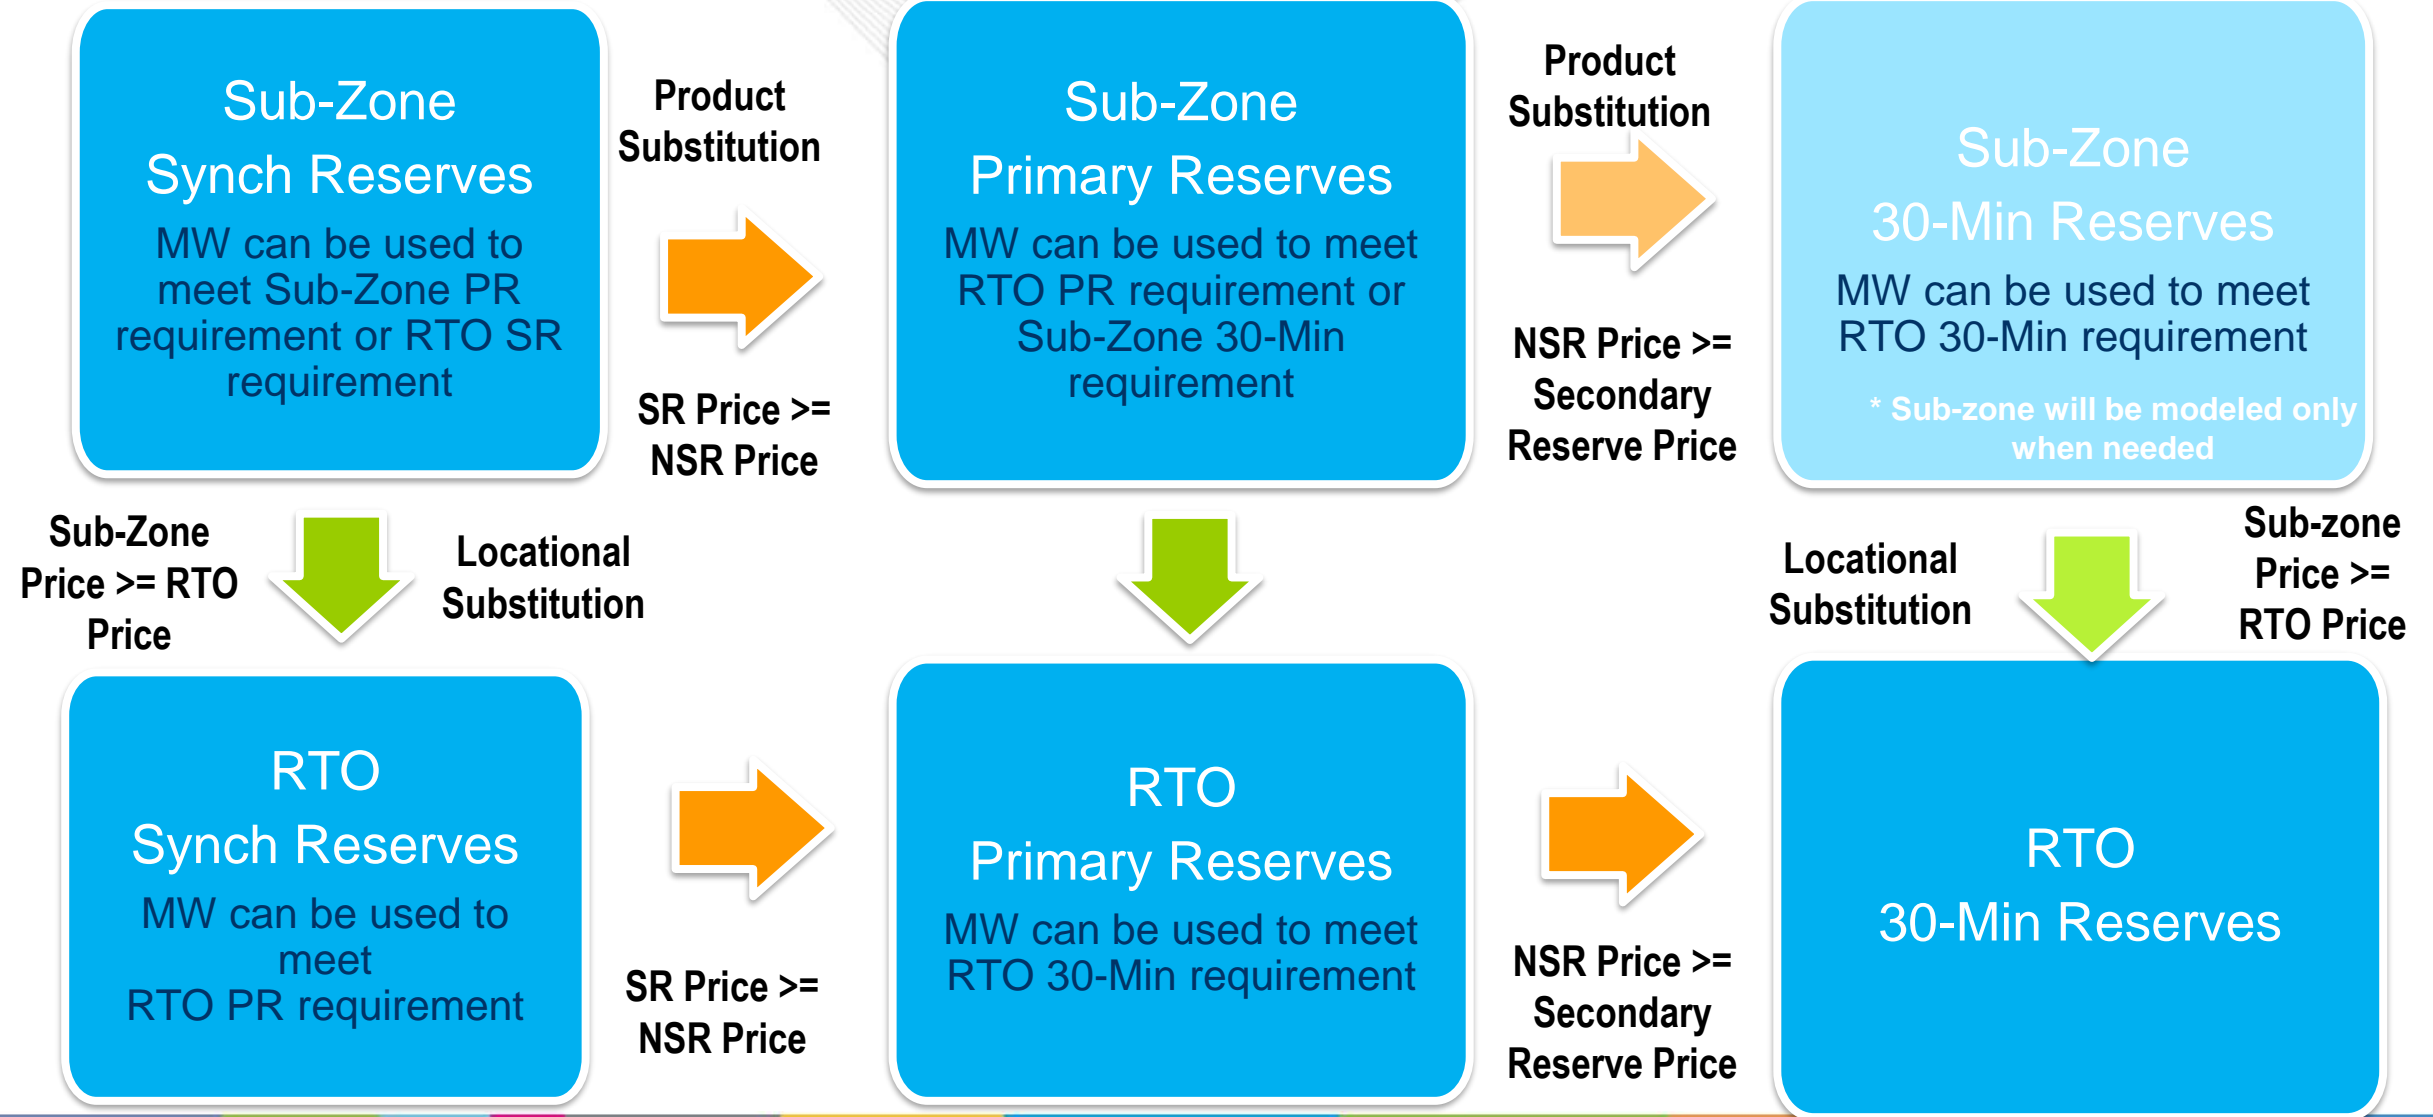 Sub-Zone
Synch Reserves
MW can be used to
meet Sub-Zone PR
requirement or RTO SR
requirement
Product
Substitution
SR Price >=
NSR Price
Sub-Zone
Primary Reserves
MW can be used to meet
RTO PR requirement or
Sub-Zone 30-Min
requirement
Product
Substitution
NSR Price >=
Secondary
Reserve Price
Sub-Zone
30-Min Reserves
MW can be used to meet
RTO 30-Min requirement
* Sub-zone will be modeled only
when needed
Sub-Zone
Price >= RTO
Price
Locational
Substitution
Locational
Substitution
Sub-zone
Price >=
RTO Price
RTO
Synch Reserves
MW can be used to
meet
RTO PR requirement
SR Price >=
NSR Price
RTO
Primary Reserves
MW can be used to meet
RTO 30-Min requirement
NSR Price >=
Secondary
Reserve Price
RTO
30-Min Reserves